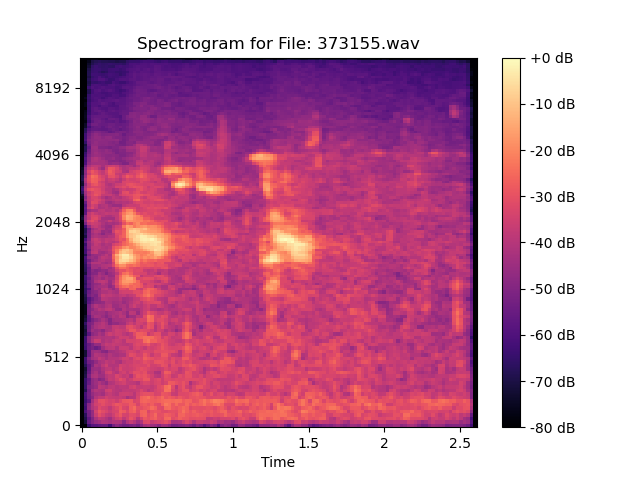 Spectrogram for File: 373155.wav
+0 dB
8192
-10 dB
4096
-20 dB
-30 dB
2048
Hz
-40 dB
1024
-50 dB
512
-60 dB
-70 dB
0
-80 dB
0 0.5 1 1.5 2 2.5
Time